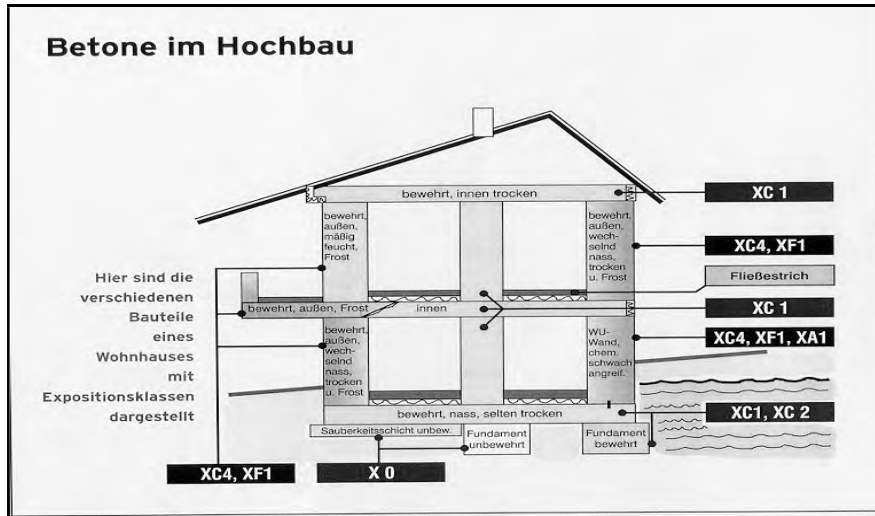 Betone im Hochbau
bewehrt, innen trocken
XC 1
bewehrt,
außen,
mäßig
feucht,
Frost
bewehrt,
außen,
wech-
selnd
nass,
trocken
u. Frost
XC4, XF1
Fließestrich
Hier sind die
verschiedenen
Bauteile
eines
Wohnhauses
mit
Expositionsklassen
dargestellt
bewehrt, außen, Frost
innen
XC 1
bewehrt,
außen,
wech-
selnd
nass,
trocken
u. Frost
WU-
Wand,
chem.
schwach
angreif.
XC4, XF1, XA1
bewehrt, nass, selten trocken
XC1, XC 2
Sauberkeitsschicht unbew.
Fundament
unbewehrt
Fundament
bewehrt
XC4, XF1
X 0